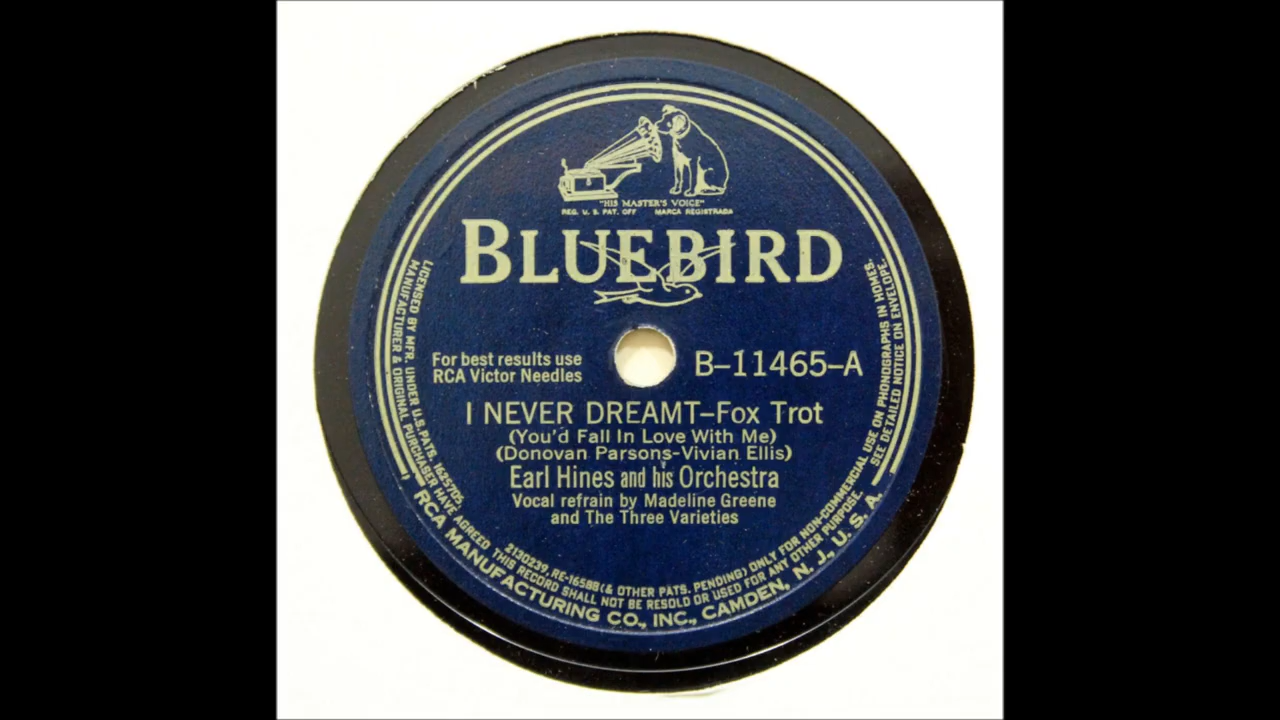 "HIS MASTER'S VOICE"
REG. U. S. PAT. OFF MARCA REGISTRADA
BLUEBIRD
For best results use
RCA Victor Needles
B-11465-A
I NEVER DREAMT-Fox Trot
(You'd Fall In Love With Me)
(Donovan Parsons-Vivian Ellis)
Earl Hines and his Orchestra
Vocal refrain by Madeline Greene
and The Three Varieties
LICENSED BY MFR. UNDER U.S. PATS. 1625705, 2130239, RE-16588 (& OTHER PATS. PENDING) ONLY FOR NON-COMMERCIAL USE ON PHONOGRAPHS IN HOMES.
MANUFACTURER & ORIGINAL PURCHASER HAVE AGREED THIS RECORD SHALL NOT BE RESOLD OR USED FOR ANY OTHER PURPOSE. SEE DETAILED NOTICE ON ENVELOPE.
RCA MANUFACTURING CO., INC., CAMDEN, N. J., U. S. A.